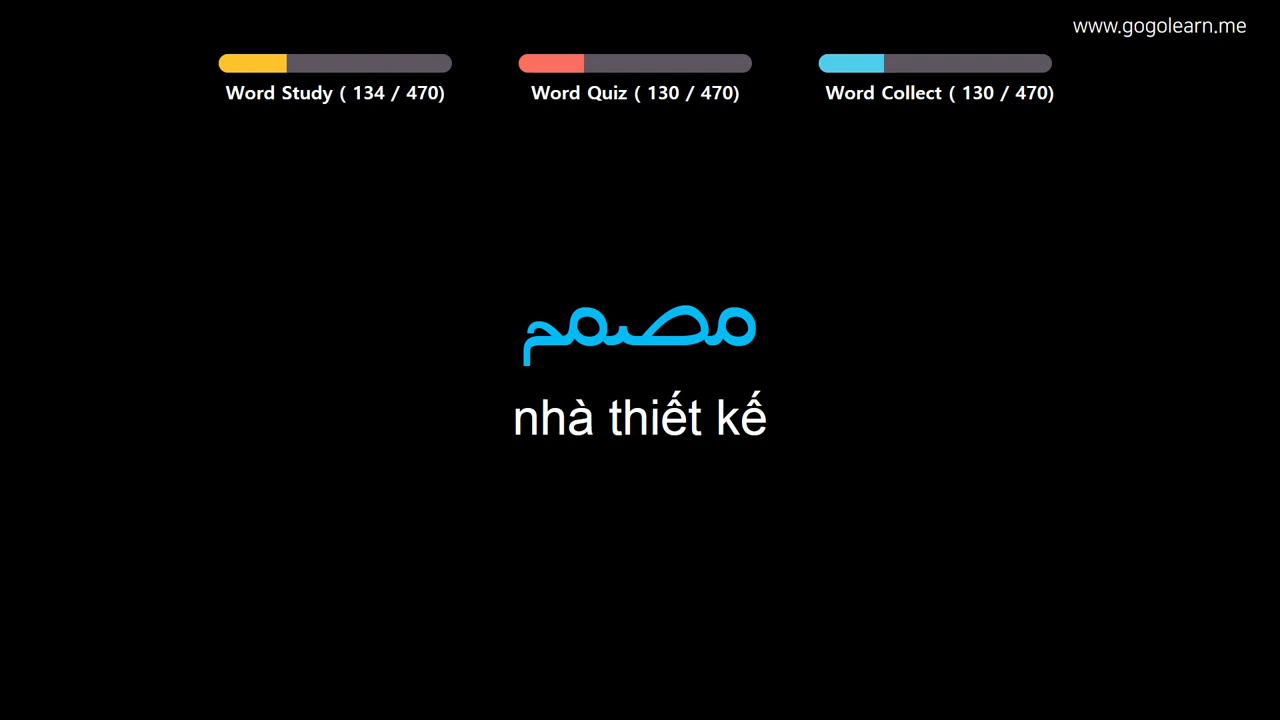 www.gogolearn.me
Word Study ( 134 / 470)
Word Quiz ( 130 / 470)
Word Collect ( 130 / 470)
مصمم
nhà thiết kế